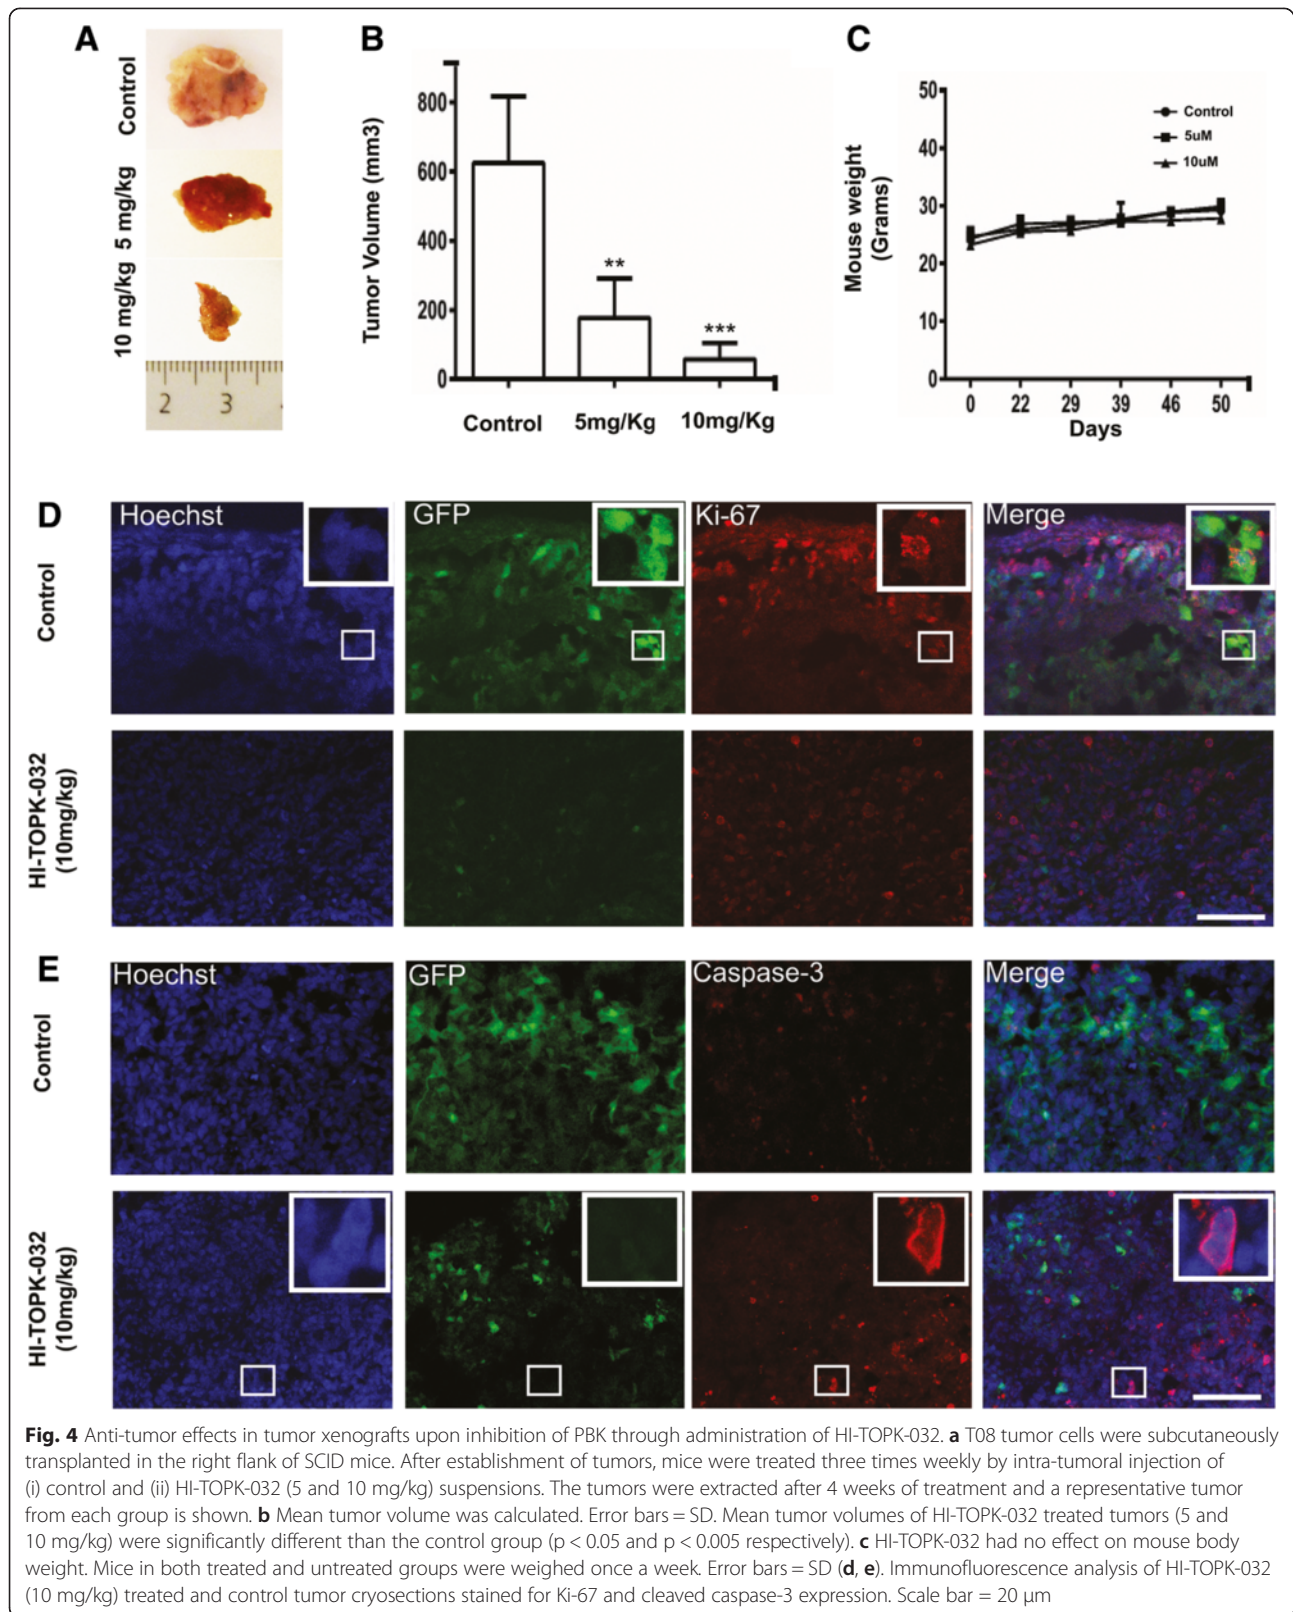 A
Control
5 mg/kg
10 mg/kg
2 3
B
Tumor Volume (mm3)
800
600
400
200
0
**
***
Control 5mg/Kg 10mg/Kg
C
Mouse weight
(Grams)
50
40
30
20
10
0
Control
5uM
10uM
0 22 29 39 46 50
Days
D
Control
Hoechst GFP Ki-67 Merge
HI-TOPK-032
(10mg/kg)
E
Control
Hoechst GFP Caspase-3 Merge
HI-TOPK-032
(10mg/kg)
Fig. 4 Anti-tumor effects in tumor xenografts upon inhibition of PBK through administration of HI-TOPK-032. a T08 tumor cells were subcutaneously
transplanted in the right flank of SCID mice. After establishment of tumors, mice were treated three times weekly by intra-tumoral injection of
(i) control and (ii) HI-TOPK-032 (5 and 10 mg/kg) suspensions. The tumors were extracted after 4 weeks of treatment and a representative tumor
from each group is shown. b Mean tumor volume was calculated. Error bars = SD. Mean tumor volumes of HI-TOPK-032 treated tumors (5 and
10 mg/kg) were significantly different than the control group (p < 0.05 and p < 0.005 respectively). c HI-TOPK-032 had no effect on mouse body
weight. Mice in both treated and untreated groups were weighed once a week. Error bars = SD (d, e). Immunofluorescence analysis of HI-TOPK-032
(10 mg/kg) treated and control tumor cryosections stained for Ki-67 and cleaved caspase-3 expression. Scale bar = 20 μm